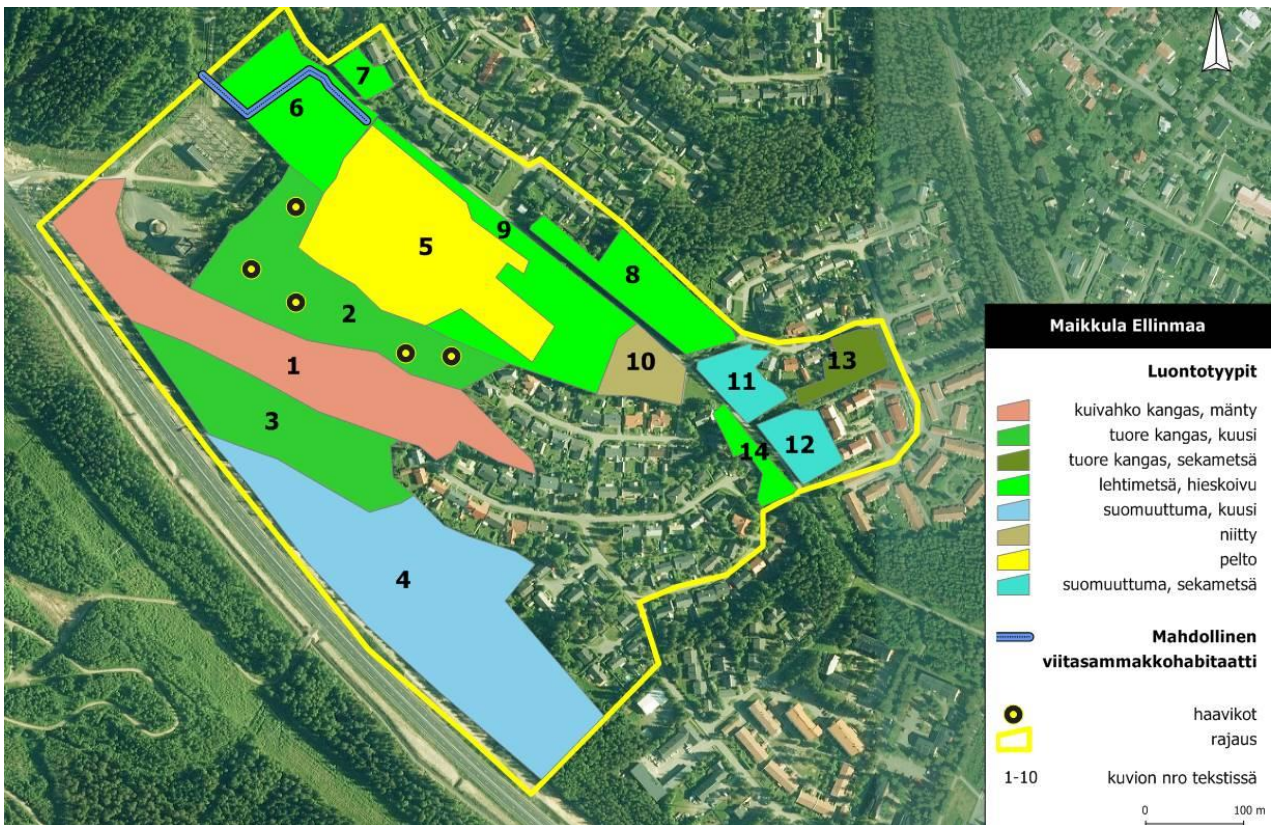 7
6
9
5
8
2
10
13
11
1
3
12
14
4
Maikkula Ellinmaa
Luontotyypit
kuivahko kangas, mänty
tuore kangas, kuusi
tuore kangas, sekametsä
lehtimetsä, hieskoivu
suomuuttuma, kuusi
niitty
pelto
suomuuttuma, sekametsä
Mahdollinen
viitasammakkohabitaatti
haavikot
rajaus
1-10 kuvion nro tekstissä
0 100 m